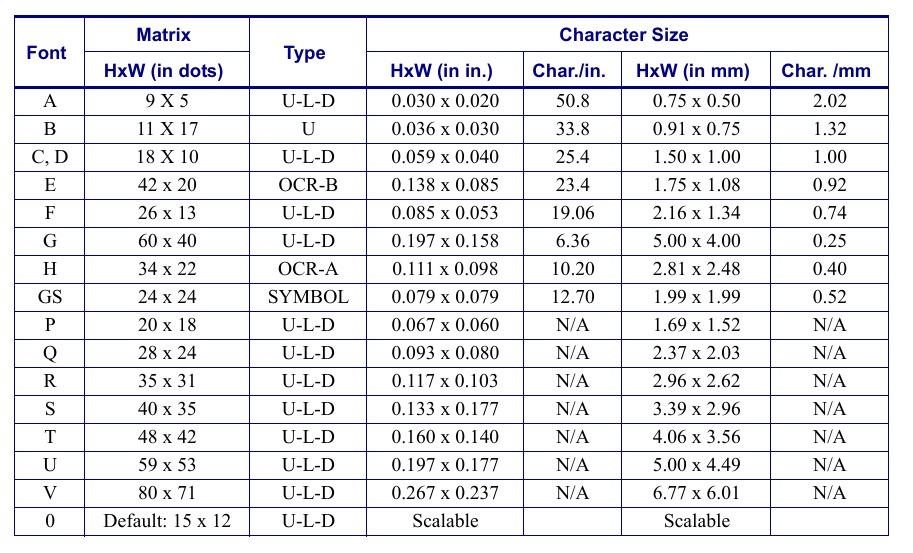 Font Matrix Type Character Size
HxW (in dots) HxW (in in.) Char./in. HxW (in mm) Char. /mm
A 9 X 5 U-L-D 0.030 x 0.020 50.8 0.75 x 0.50 2.02
B 11 X 17 U 0.036 x 0.030 33.8 0.91 x 0.75 1.32
C, D 18 X 10 U-L-D 0.059 x 0.040 25.4 1.50 x 1.00 1.00
E 42 x 20 OCR-B 0.138 x 0.085 23.4 1.75 x 1.08 0.92
F 26 x 13 U-L-D 0.085 x 0.053 19.06 2.16 x 1.34 0.74
G 60 x 40 U-L-D 0.197 x 0.158 6.36 5.00 x 4.00 0.25
H 34 x 22 OCR-A 0.111 x 0.098 10.20 2.81 x 2.48 0.40
GS 24 x 24 SYMBOL 0.079 x 0.079 12.70 1.99 x 1.99 0.52
P 20 x 18 U-L-D 0.067 x 0.060 N/A 1.69 x 1.52 N/A
Q 28 x 24 U-L-D 0.093 x 0.080 N/A 2.37 x 2.03 N/A
R 35 x 31 U-L-D 0.117 x 0.103 N/A 2.96 x 2.62 N/A
S 40 x 35 U-L-D 0.133 x 0.177 N/A 3.39 x 2.96 N/A
T 48 x 42 U-L-D 0.160 x 0.140 N/A 4.06 x 3.56 N/A
U 59 x 53 U-L-D 0.197 x 0.177 N/A 5.00 x 4.49 N/A
V 80 x 71 U-L-D 0.267 x 0.237 N/A 6.77 x 6.01 N/A
0 Default: 15 x 12 U-L-D Scalable Scalable